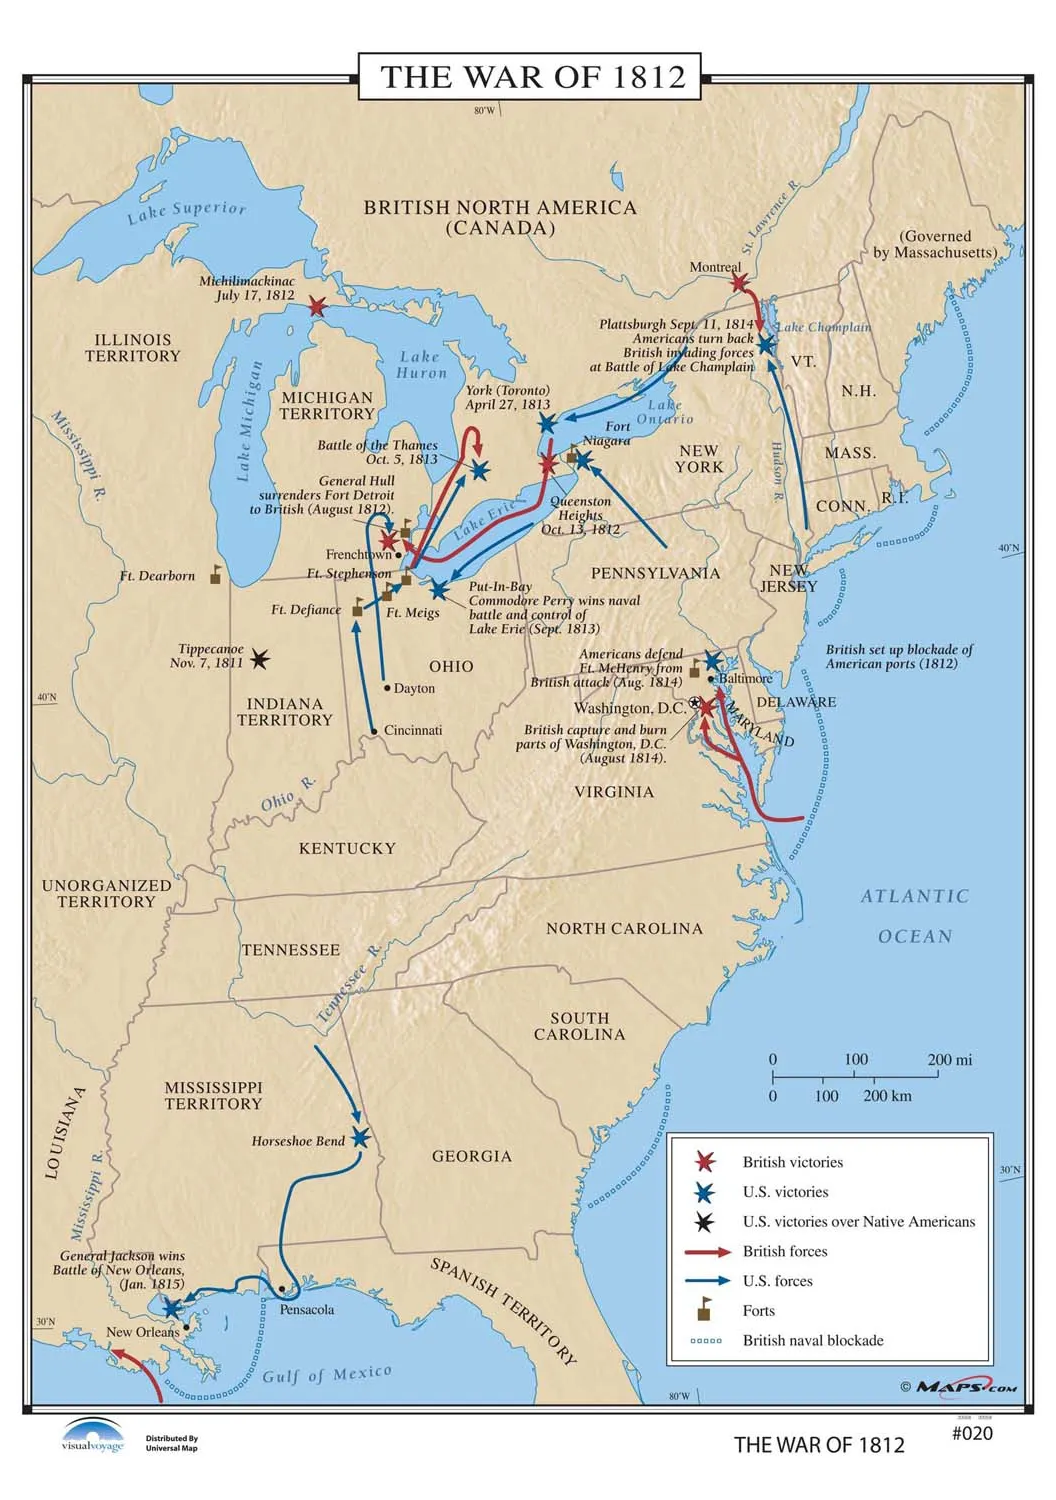 THE WAR OF 1812
80°W
Lake Superior
BRITISH NORTH AMERICA
(CANADA)
St. Lawrence R.
(Governed
by Massachusetts)
Montreal
Michilimackinac
July 17, 1812
ILLINOIS
TERRITORY
Lake
Huron
Plattsburgh Sept. 11, 1814
Americans turn back
British invading forces
at Battle of Lake Champlain
Lake Champlain
VT.
N.H.
Lake Michigan
MICHIGAN
TERRITORY
York (Toronto)
April 27, 1813
Lake
Ontario
Fort
Niagara
Mississippi R.
Battle of the Thames
Oct. 5, 1813
NEW
YORK
Hudson R.
MASS.
General Hull
surrenders Fort Detroit
to British (August 1812).
CONN.
R.I.
Lake Erie
Queenston
Heights
Oct. 13, 1812
Frenchtown
40°N
Ft. Dearborn
Ft. Stephenson
PENNSYLVANIA
NEW
JERSEY
Ft. Defiance
Ft. Meigs
Put-In-Bay
Commodore Perry wins naval
battle and control of
Lake Erie (Sept. 1813)
Tippecanoe
Nov. 7, 1811
OHIO
Americans defend
Ft. McHenry from
British attack (Aug. 1814)
British set up blockade of
American ports (1812)
Baltimore
40°N
Dayton
INDIANA
TERRITORY
Washington, D.C.
DELAWARE
MARYLAND
Cincinnati
British capture and burn
parts of Washington, D.C.
(August 1814).
Ohio R.
VIRGINIA
KENTUCKY
UNORGANIZED
TERRITORY
ATLANTIC
OCEAN
NORTH CAROLINA
TENNESSEE
Tennessee R.
SOUTH
CAROLINA
0 100 200 mi
0 100 200 km
MISSISSIPPI
TERRITORY
LOUISIANA
Horseshoe Bend
GEORGIA
Mississippi R.
30°N
British victories
U.S. victories
U.S. victories over Native Americans
British forces
U.S. forces
Forts
British naval blockade
General Jackson wins
Battle of New Orleans,
(Jan. 1815)
SPANISH TERRITORY
Pensacola
30°N
New Orleans
Gulf of Mexico
80°W
© MAPS.COM
visualvoyage
Distributed By
Universal Map
THE WAR OF 1812
#020